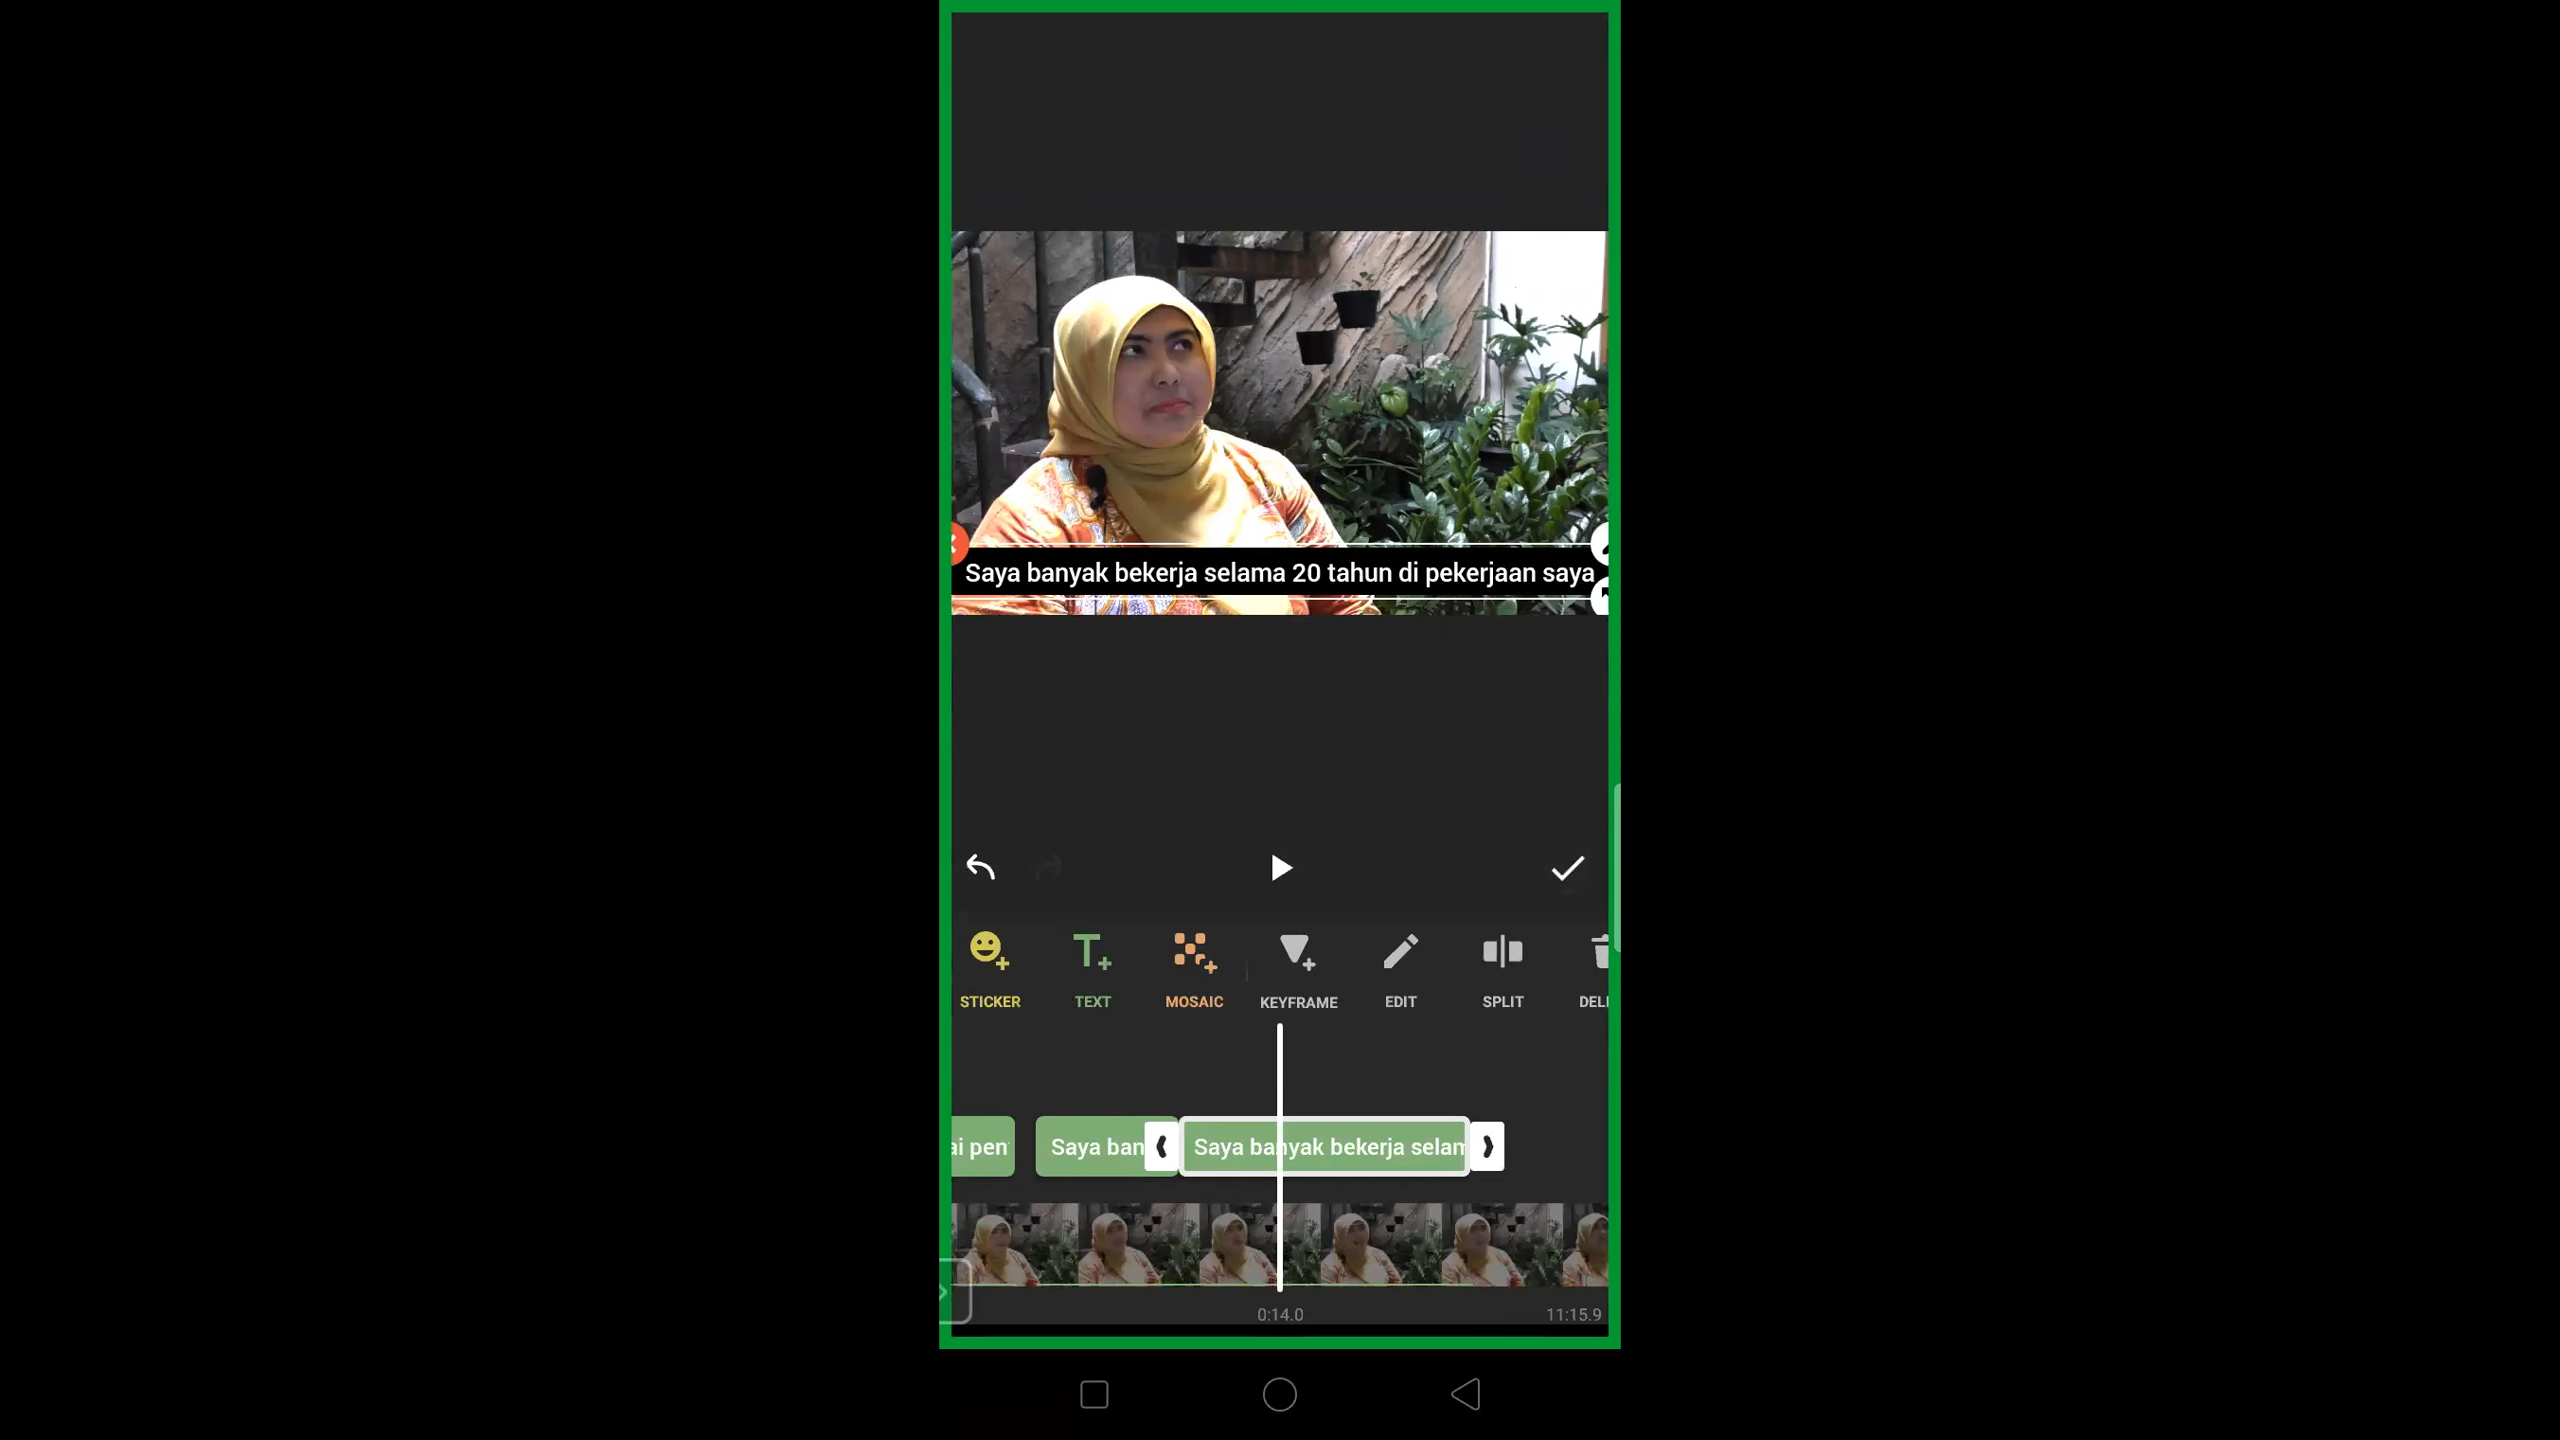 Saya banyak bekerja selama 20 tahun di pekerjaan saya
STICKER
TEXT
MOSAIC
KEYFRAME
EDIT
SPLIT
DEL
ai pen
Saya ban
Saya banyak bekerja selam
0:14.0
11:15.9